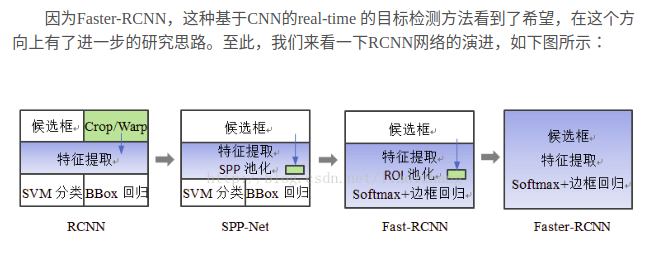 因为Faster-RCNN，这种基于CNN的real-time 的目标检测方法看到了希望，在这个方
向上有了进一步的研究思路。至此，我们来看一下RCNN网络的演进，如下图所示：
候选框 Crop/Warp
特征提取
SVM 分类 BBox 回归
RCNN
候选框
特征提取
SPP 池化
SVM 分类 BBox 回归
SPP-Net
候选框
特征提取
ROI 池化
Softmax+边框回归
Fast-RCNN
候选框
特征提取
Softmax+边框回归
Faster-RCNN